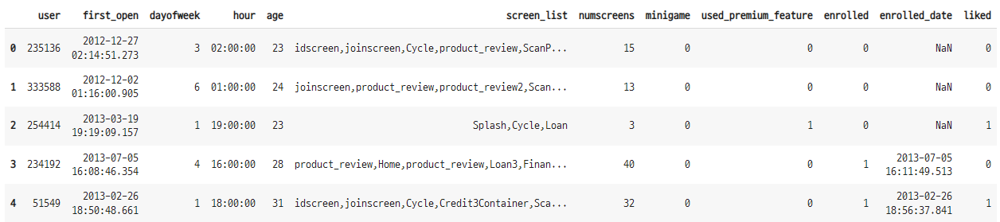 user first_open dayofweek hour age screen_list numscreens minigame used_premium_feature enrolled enrolled_date liked
0 235136 2012-12-27 02:14:51.273 3 02:00:00 23 idscreen,joinscreen,Cycle,product_review,ScanP... 15 0 0 0 NaN 0
1 333588 2012-12-02 01:16:00.905 6 01:00:00 24 joinscreen,product_review,product_review2,Scan... 13 0 0 0 NaN 0
2 254414 2013-03-19 19:19:09.157 1 19:00:00 23 Splash,Cycle,Loan 3 0 1 0 NaN 1
3 234192 2013-07-05 16:08:46.354 4 16:00:00 28 product_review,Home,product_review,Loan3,Finan... 40 0 0 1 2013-07-05 16:11:49.513 0
4 51549 2013-02-26 18:50:48.661 1 18:00:00 31 idscreen,joinscreen,Cycle,Credit3Container,Sca... 32 0 0 1 2013-02-26 18:56:37.841 1